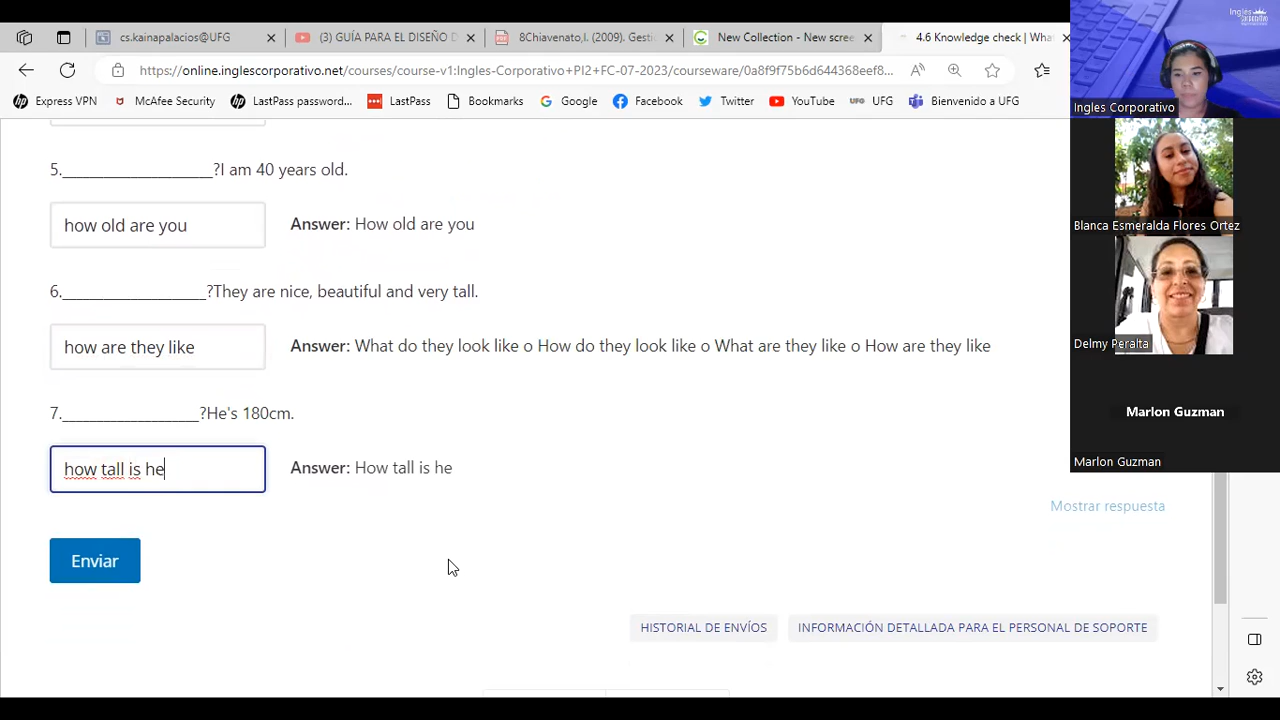 cs.kainapalacios@UFG
(3) GUÍA PARA EL DISEÑO D
8Chiavenato,I. (2009). Gesti
New Collection - New scree
4.6 Knowledge check | Wha
https://online.inglescorporativo.net/courses/course-v1:Ingles-Corporativo+PI2+FC-07-2023/courseware/0a8f9f75b6d644368eef8...
Express VPN
McAfee Security
LastPass password...
LastPass
Bookmarks
Google
Facebook
Twitter
YouTube
UFG
UFG
Bienvenido a UFG
5.____________________?I am 40 years old.
how old are you
Answer: How old are you
6.___________________?They are nice, beautiful and very tall.
how are they like
Answer: What do they look like o How do they look like o What are they like o How are they like
7.__________________?He's 180cm.
how tall is he
Answer: How tall is he
Mostrar respuesta
Enviar
HISTORIAL DE ENVÍOS
INFORMACIÓN DETALLADA PARA EL PERSONAL DE SOPORTE
Ingles
corporativo
Ingles Corporativo
Blanca Esmeralda Flores Ortez
Delmy Peralta
Marlon Guzman
Marlon Guzman